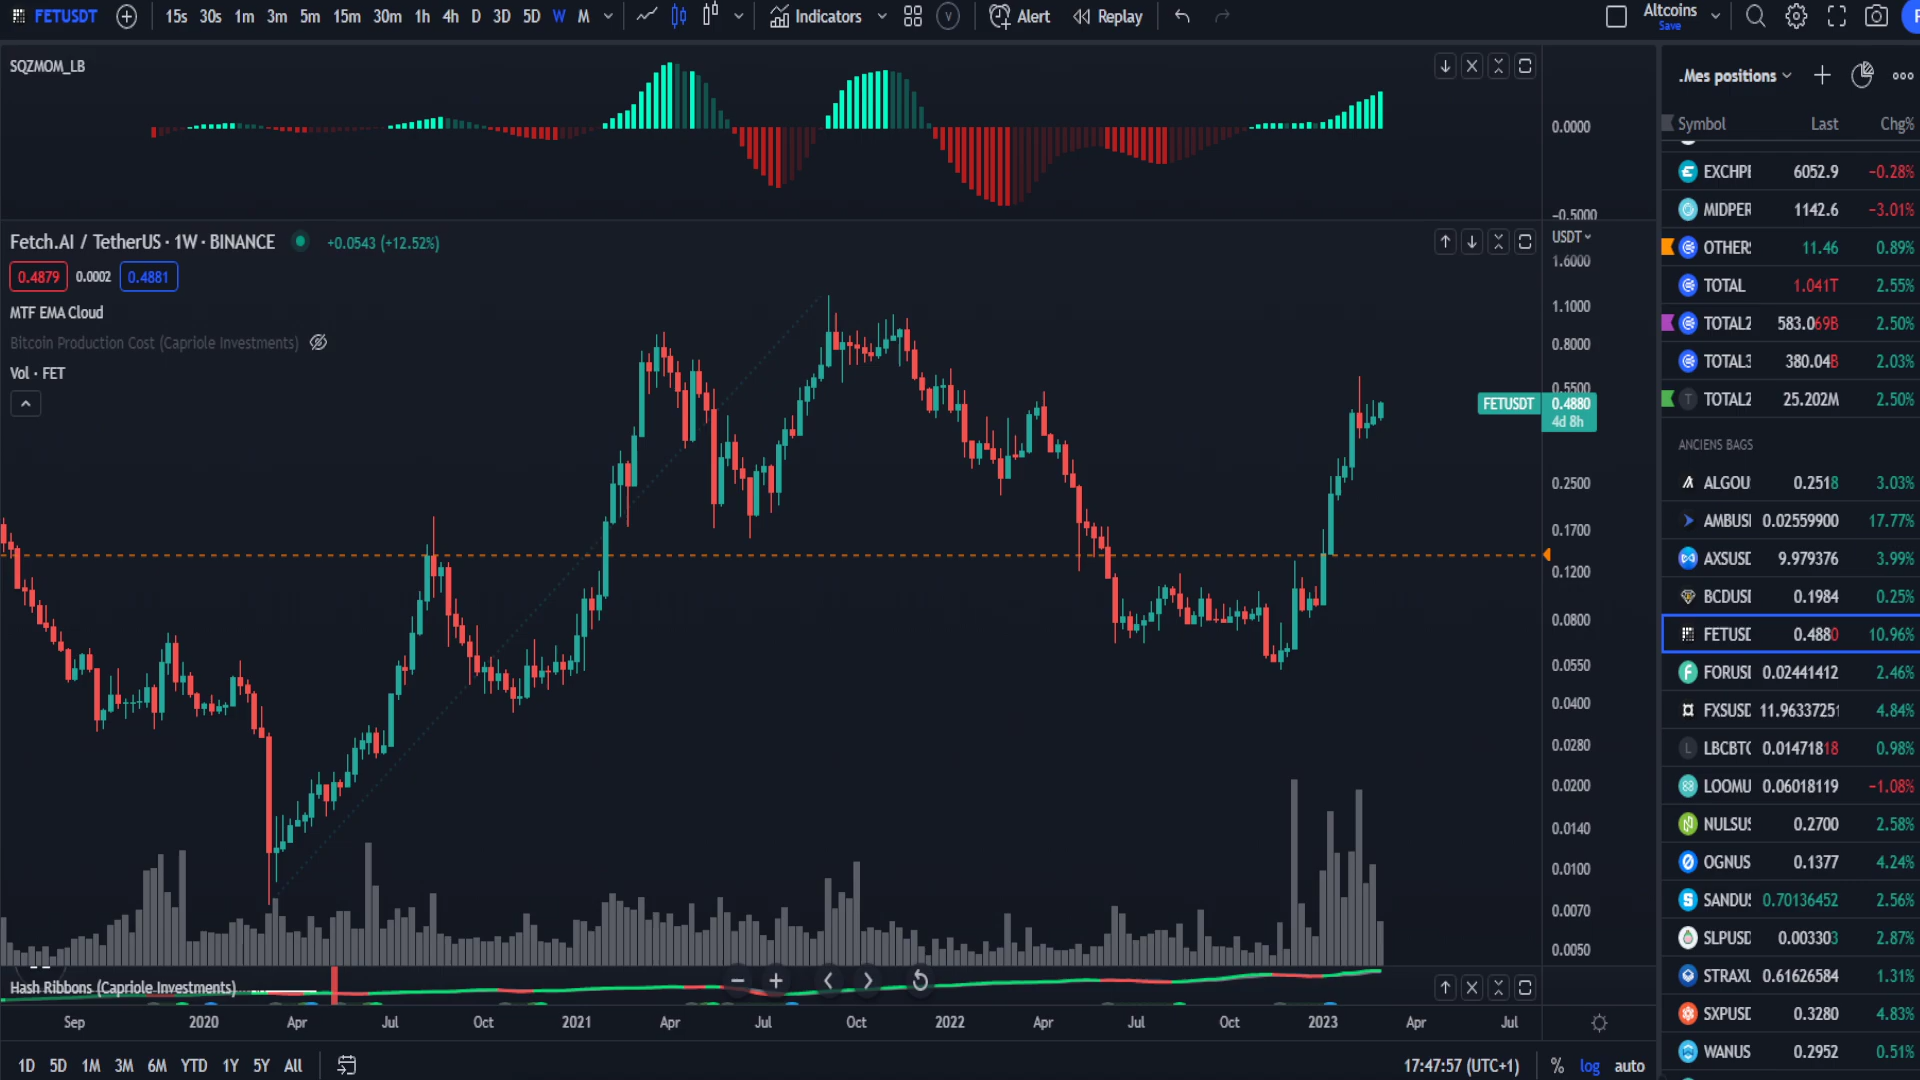 FETUSDT 15s 30s 1m 3m 5m 15m 30m 1h 4h D 3D 5D W M Indicators V Alert Replay Altcoins
Save
SQZMOM_LB
0.0000
-0.5000
Fetch.AI / TetherUS · 1W · BINANCE +0.0543 (+12.52%)
0.4879 0.0002 0.4881
MTF EMA Cloud
Bitcoin Production Cost (Capriole Investments)
Vol · FET
USDT
1.6000
1.1000
0.8000
0.5500
FETUSDT 0.4880
4d 8h
0.2500
0.1700
0.1200
0.0800
0.0550
0.0400
0.0280
0.0200
0.0140
0.0100
0.0070
0.0050
Hash Ribbons (Capriole Investments)
Sep 2020 Apr Jul Oct 2021 Apr Jul Oct 2022 Apr Jul Oct 2023 Apr Jul
1D 5D 1M 3M 6M YTD 1Y 5Y All 17:47:57 (UTC+1) % log auto
.Mes positions
Symbol Last Chg%
EXCHPE 6052.9 -0.28%
MIDPER 1142.6 -3.01%
OTHERS 11.46 0.89%
TOTAL 1.041T 2.55%
TOTAL2 583.069B 2.50%
TOTAL3 380.04B 2.03%
T TOTAL2 25.202M 2.50%
ANCIENS BAGS
ALGOU 0.2518 3.03%
AMBUSI 0.02559900 17.77%
AXSUSD 9.979376 3.99%
BCDUSI 0.1984 0.25%
FETUSD 0.4880 10.96%
FORUSI 0.02441412 2.46%
FXSUSD 11.96337251 4.84%
L LBCBTC 0.01471818 0.98%
LOOMU 0.06018119 -1.08%
NULSUS 0.2700 2.58%
OGNUS 0.1377 4.24%
SANDUS 0.70136452 2.56%
SLPUSD 0.003303 2.87%
STRAXU 0.61626584 1.31%
SXPUSD 0.3280 4.83%
WANUS 0.2952 0.51%